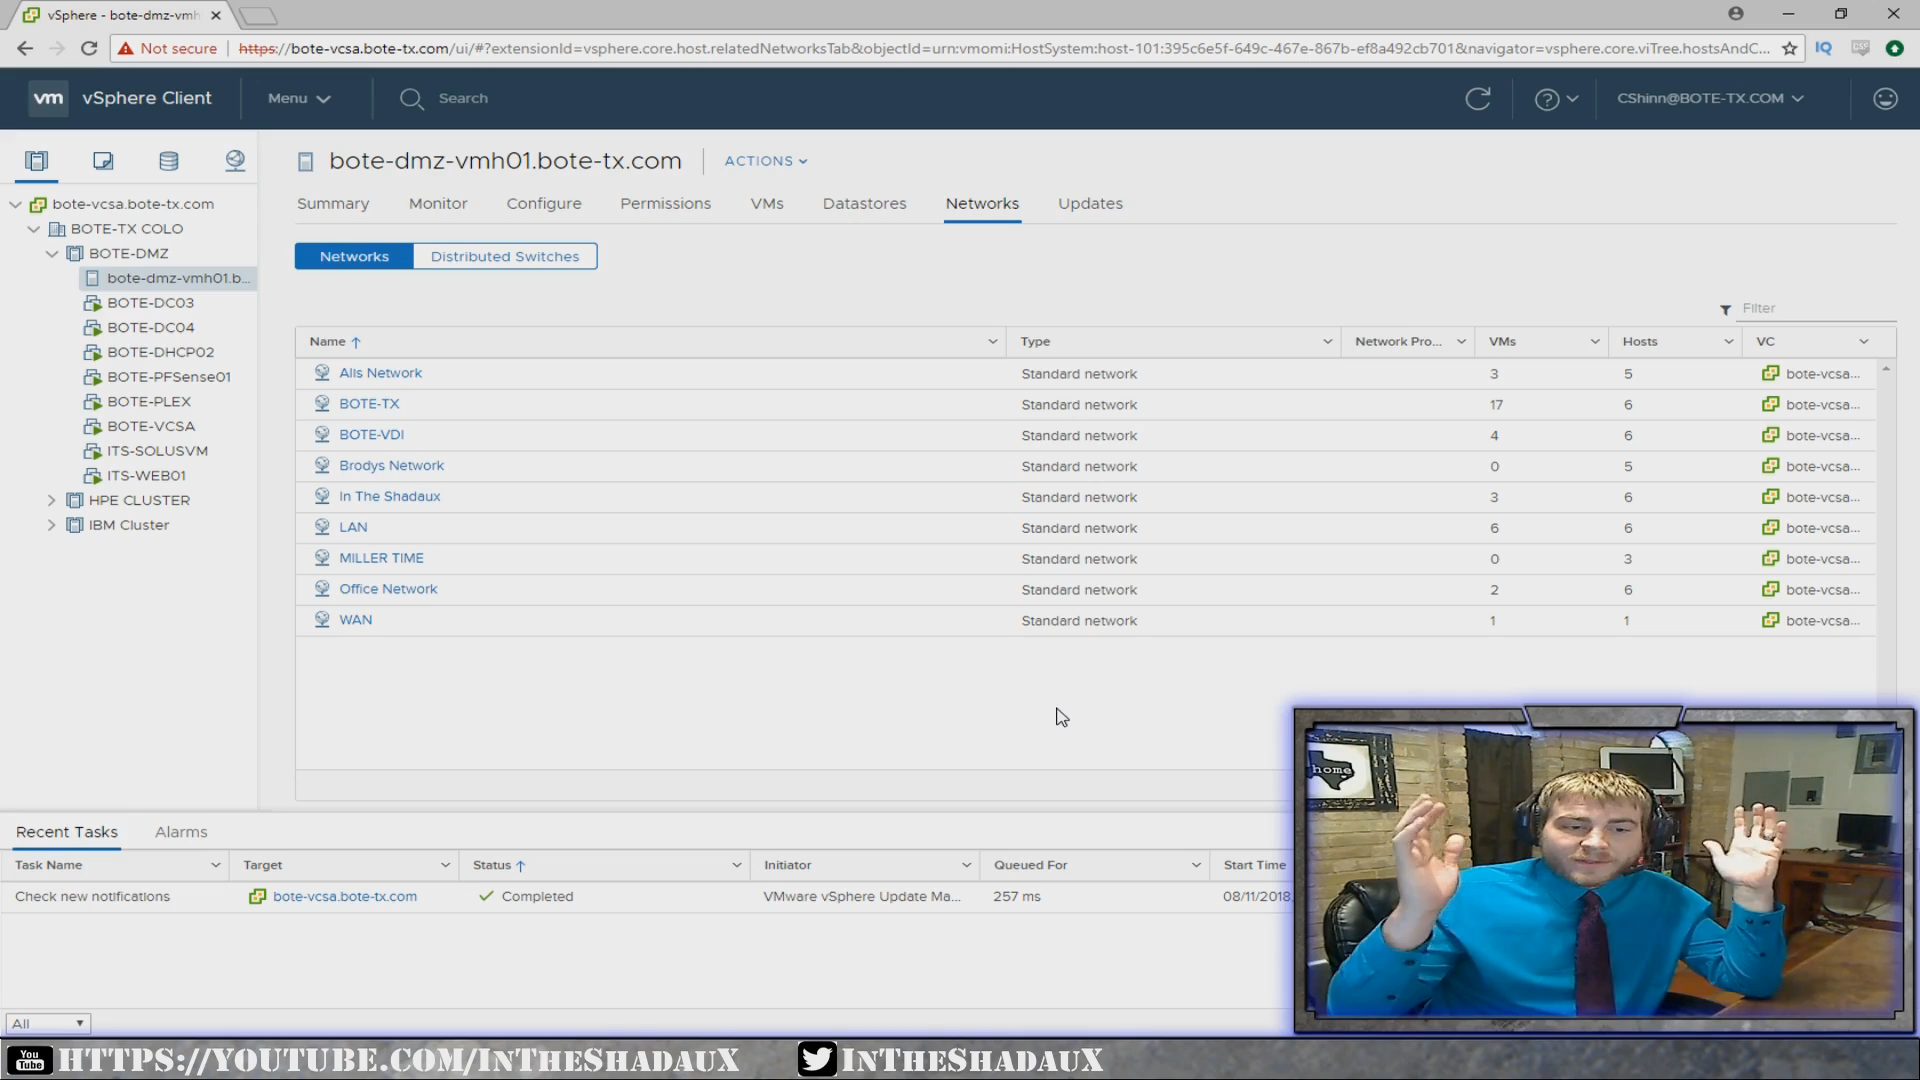 vSphere - bote-dmz-vmh
Not secure https://bote-vcsa.bote-tx.com/ui/#?extensionId=vsphere.core.host.relatedNetworksTab&objectId=urn:vmomi:HostSystem:host-101:395c6e5f-649c-467e-867b-ef8a492cb701&navigator=vsphere.core.viTree.hostsAndC...
IQ
vm vSphere Client Menu Search CShinn@BOTE-TX.COM
bote-dmz-vmh01.bote-tx.com ACTIONS
Summary Monitor Configure Permissions VMs Datastores Networks Updates
Networks Distributed Switches
bote-vcsa.bote-tx.com
BOTE-TX COLO
BOTE-DMZ
bote-dmz-vmh01.b...
BOTE-DC03
BOTE-DC04
BOTE-DHCP02
BOTE-PFSense01
BOTE-PLEX
BOTE-VCSA
ITS-SOLUSVM
ITS-WEB01
HPE CLUSTER
IBM Cluster
Filter
Name Type Network Pro... VMs Hosts VC
Alis Network Standard network 3 5 bote-vcsa...
BOTE-TX Standard network 17 6 bote-vcsa...
BOTE-VDI Standard network 4 6 bote-vcsa...
Brodys Network Standard network 0 5 bote-vcsa...
In The Shadaux Standard network 3 6 bote-vcsa...
LAN Standard network 6 6 bote-vcsa...
MILLER TIME Standard network 0 3 bote-vcsa...
Office Network Standard network 2 6 bote-vcsa...
WAN Standard network 1 1 bote-vcsa...
home
Recent Tasks Alarms
Task Name Target Status Initiator Queued For Start Time
Check new notifications bote-vcsa.bote-tx.com Completed VMware vSphere Update Ma... 257 ms 08/11/2018
All
You Tube HTTPS://YOUTUBE.COM/INTHESHADAUX INTHESHADAUX